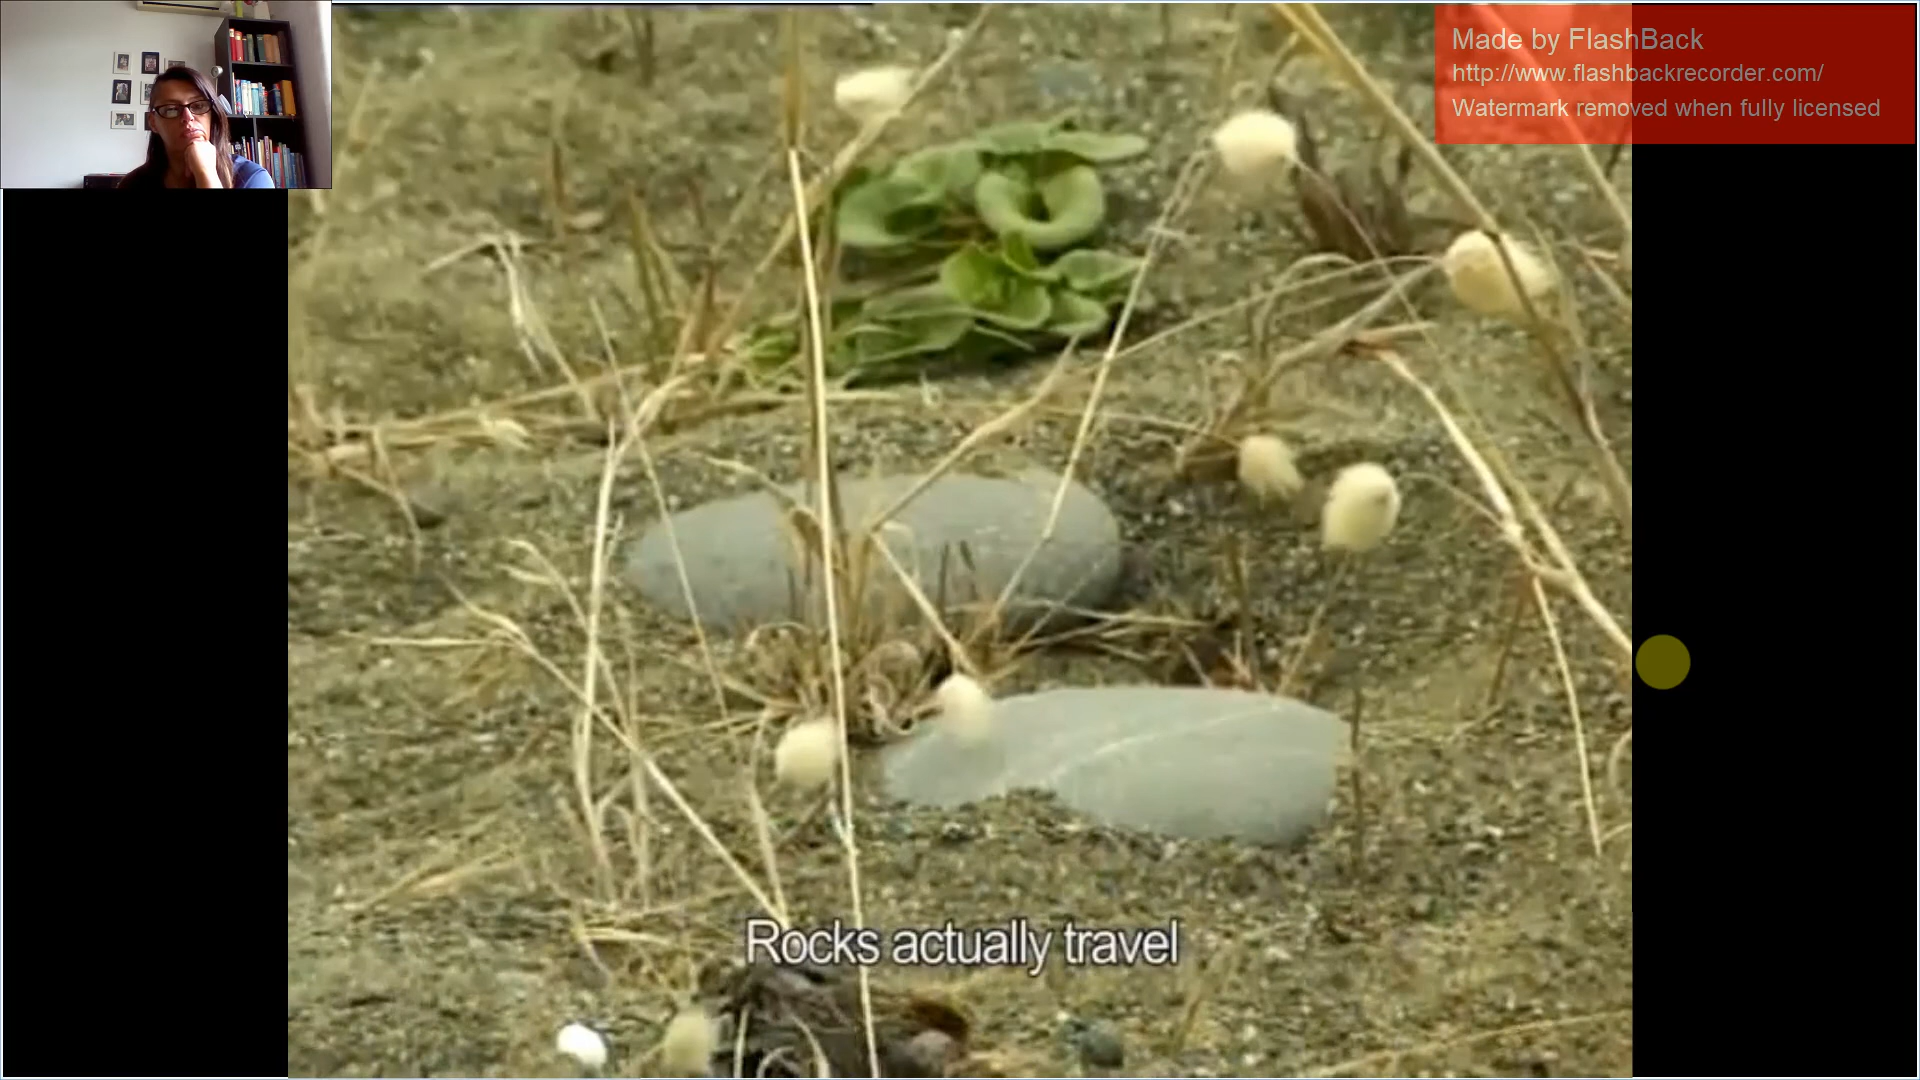 Made by FlashBack
http://www.flashbackrecorder.com/
Watermark removed when fully licensed
Rocks actually travel